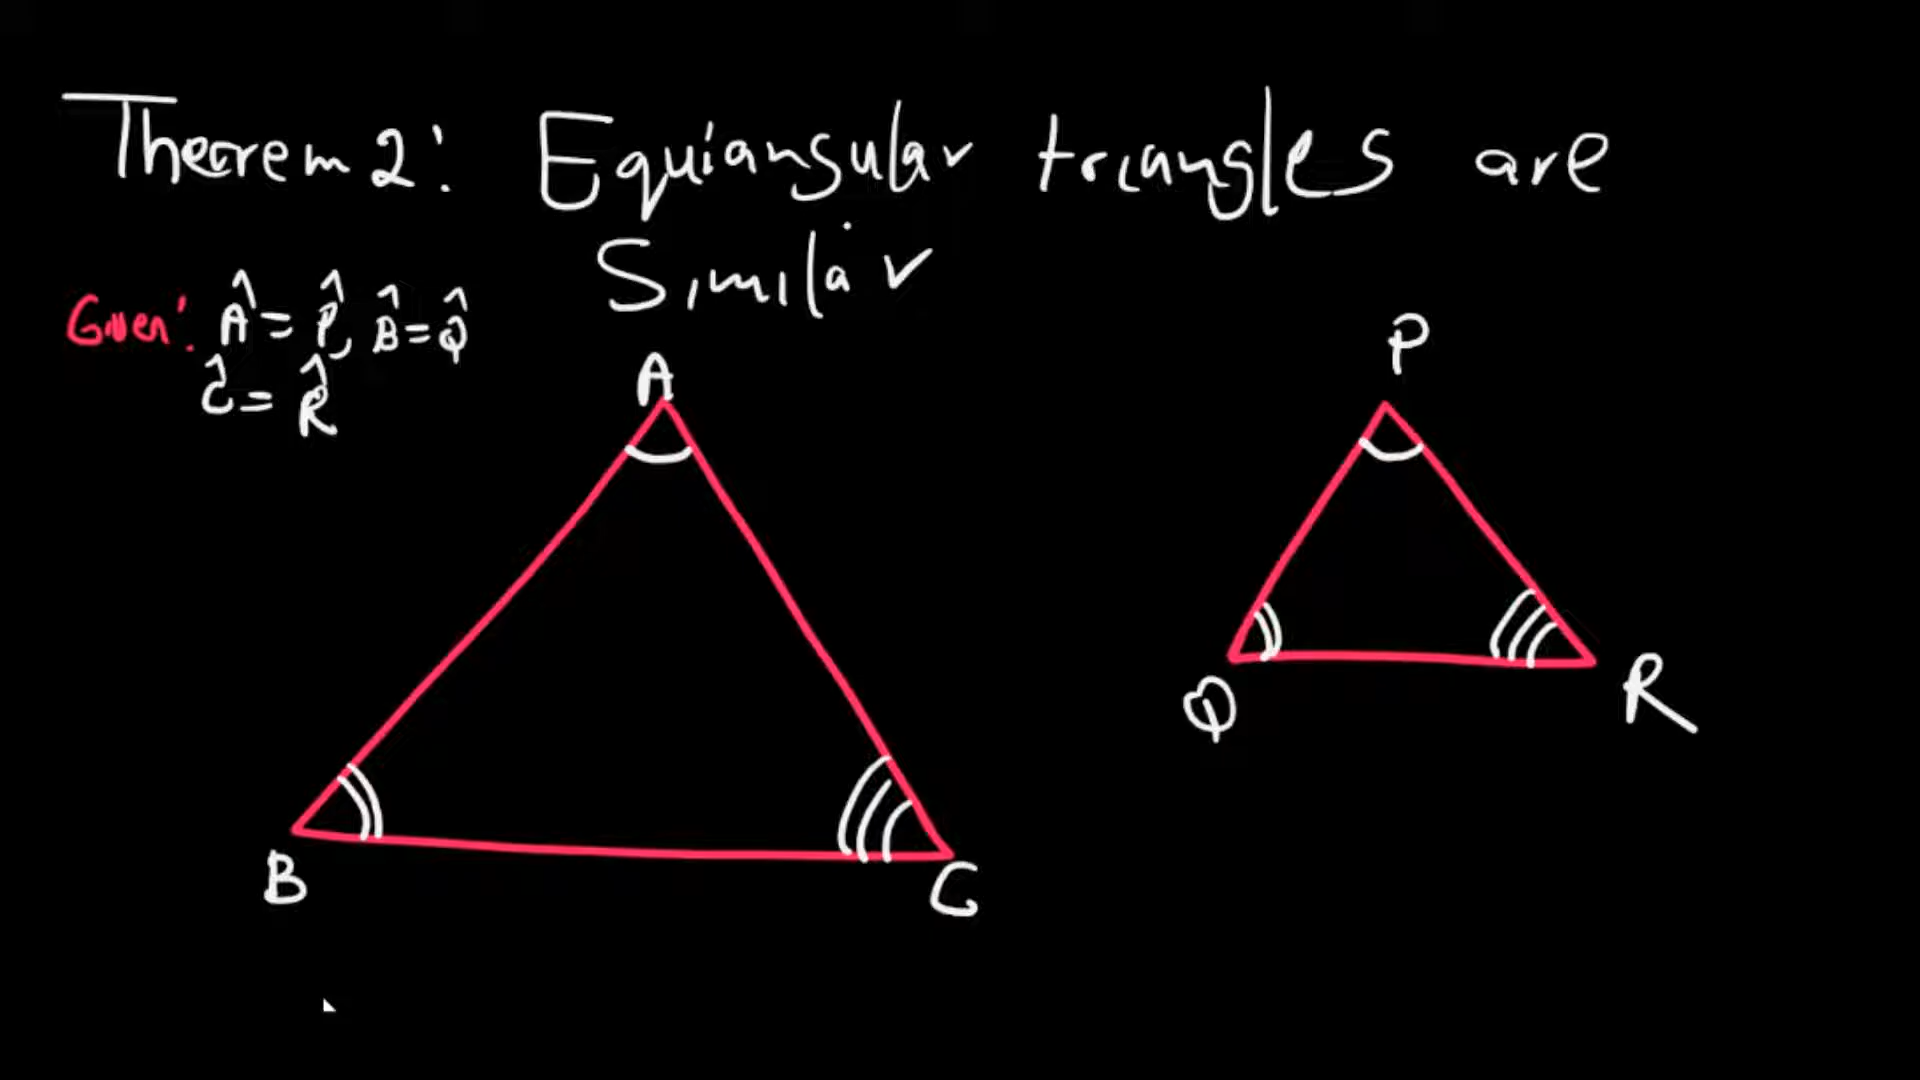 Theorem 2: Equiangular triangles are
Similar
Given: Â = P̂, B̂ = Q̂
Ĉ = R̂
A
P
Q
R
B
C